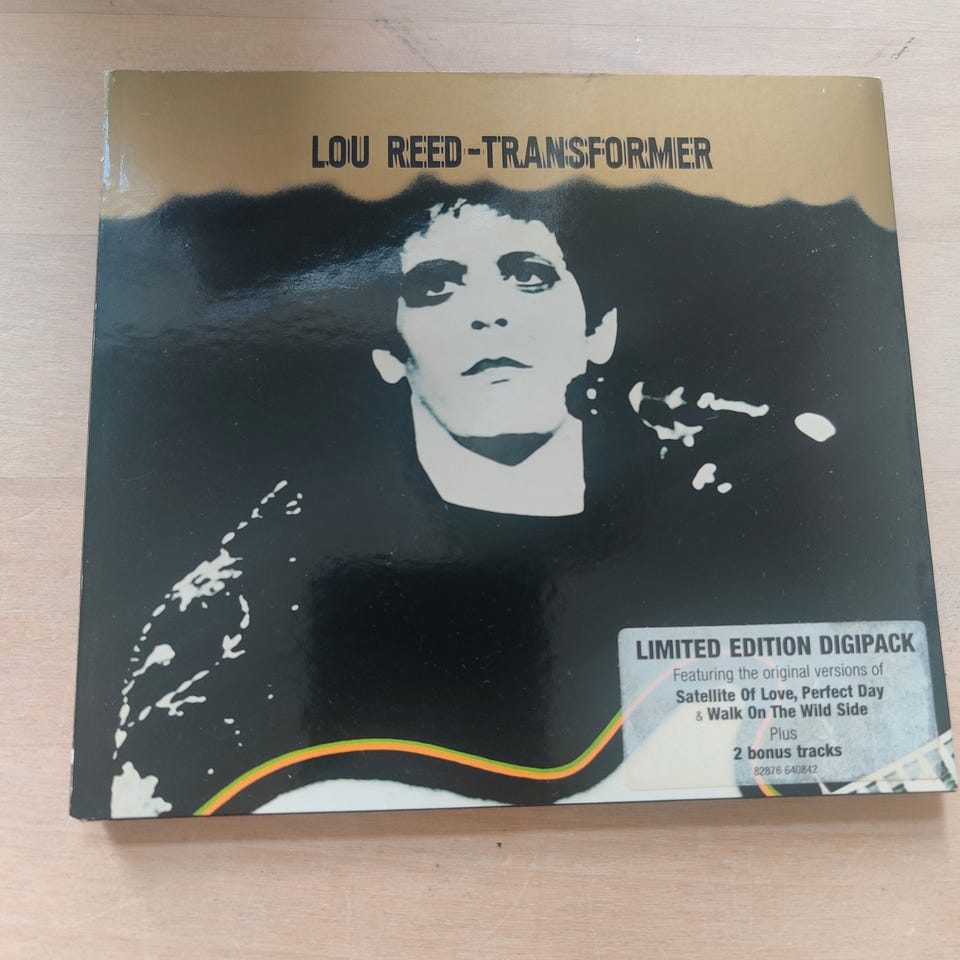 LOU REED-TRANSFORMER
LIMITED EDITION DIGIPACK
Featuring the original versions of
Satellite Of Love, Perfect Day
& Walk On The Wild Side
Plus
2 bonus tracks
82876 640842